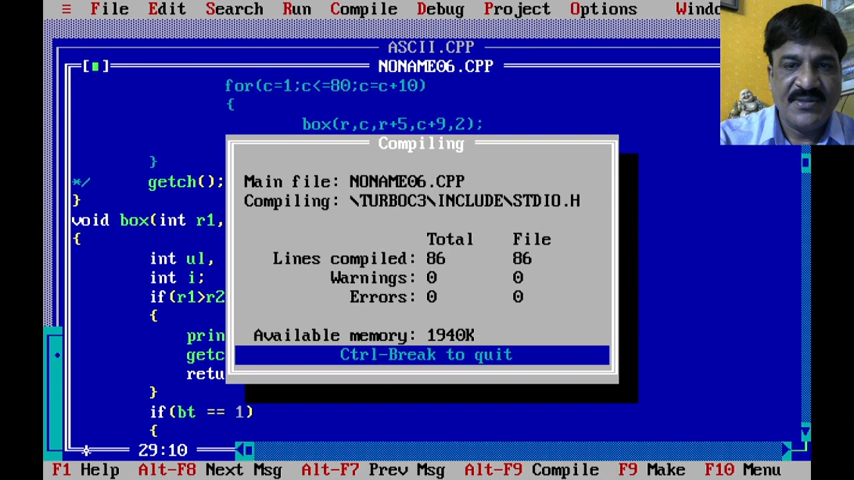 ≡ File Edit Search Run Compile Debug Project Options Windo
ASCII.CPP
[■] NONAME06.CPP
for(c=1;c<=80;c=c+10)
{
box(r,c,r+5,c+9,2);
}
*/ getch();
}
void box(int r1,
{
int ul,
int i;
if(r1>r2
{
prin
getc
retu
}
if(bt == 1)
{
29:10
Compiling
Main file: NONAME06.CPP
Compiling: \TURBOC3\INCLUDE\STDIO.H
Total File
Lines compiled: 86 86
Warnings: 0 0
Errors: 0 0
Available memory: 1940K
Ctrl-Break to quit
F1 Help Alt-F8 Next Msg Alt-F7 Prev Msg Alt-F9 Compile F9 Make F10 Menu